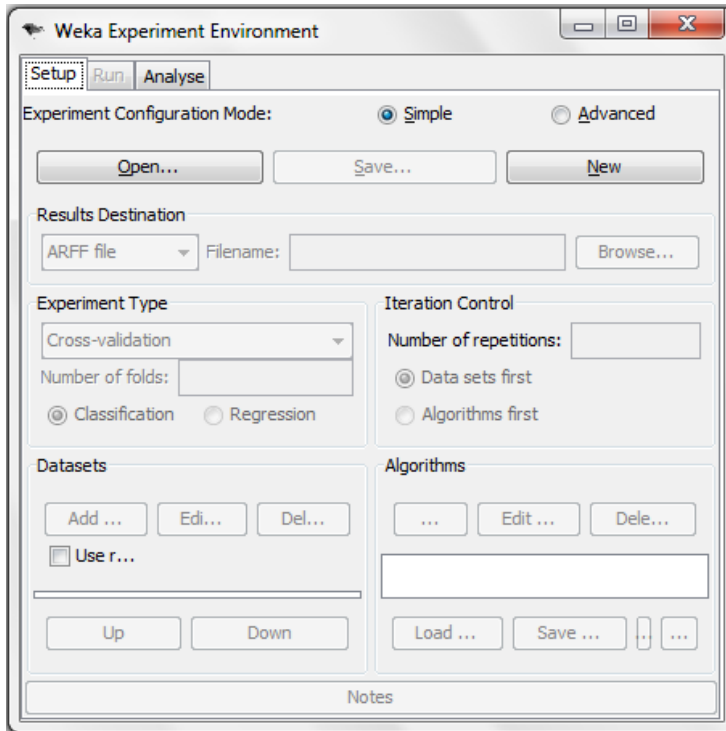 Weka Experiment Environment
Setup Run Analyse
Experiment Configuration Mode: Simple Advanced
Open... Save... New
Results Destination
ARFF file Filename: Browse...
Experiment Type Iteration Control
Cross-validation Number of repetitions:
Number of folds: Data sets first
Classification Regression Algorithms first
Datasets Algorithms
Add ... Edi... Del... ... Edit ... Dele...
Use r...
Up Down Load ... Save ... ... ...
Notes